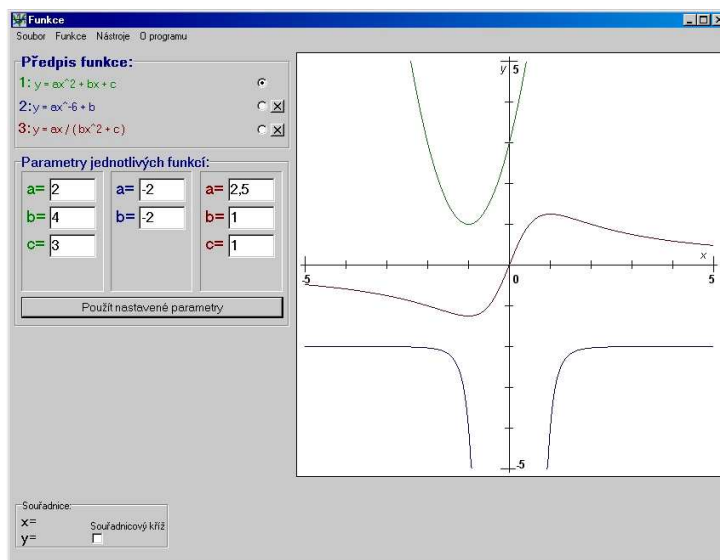 Funkce
Soubor Funkce Nástroje O programu
Předpis funkce:
1: y = ax^2 + bx + c
2: y = ax^-6 + b
3: y = ax / ( bx^2 + c )
Parametry jednotlivých funkcí:
a= 2 a= -2 a= 2,5
b= 4 b= -2 b= 1
c= 3 c= 1
Použít nastavené parametry
y 5
-5 0 5 x
-5
Souřadnice:
x=
y=
Souřadnicový kříž